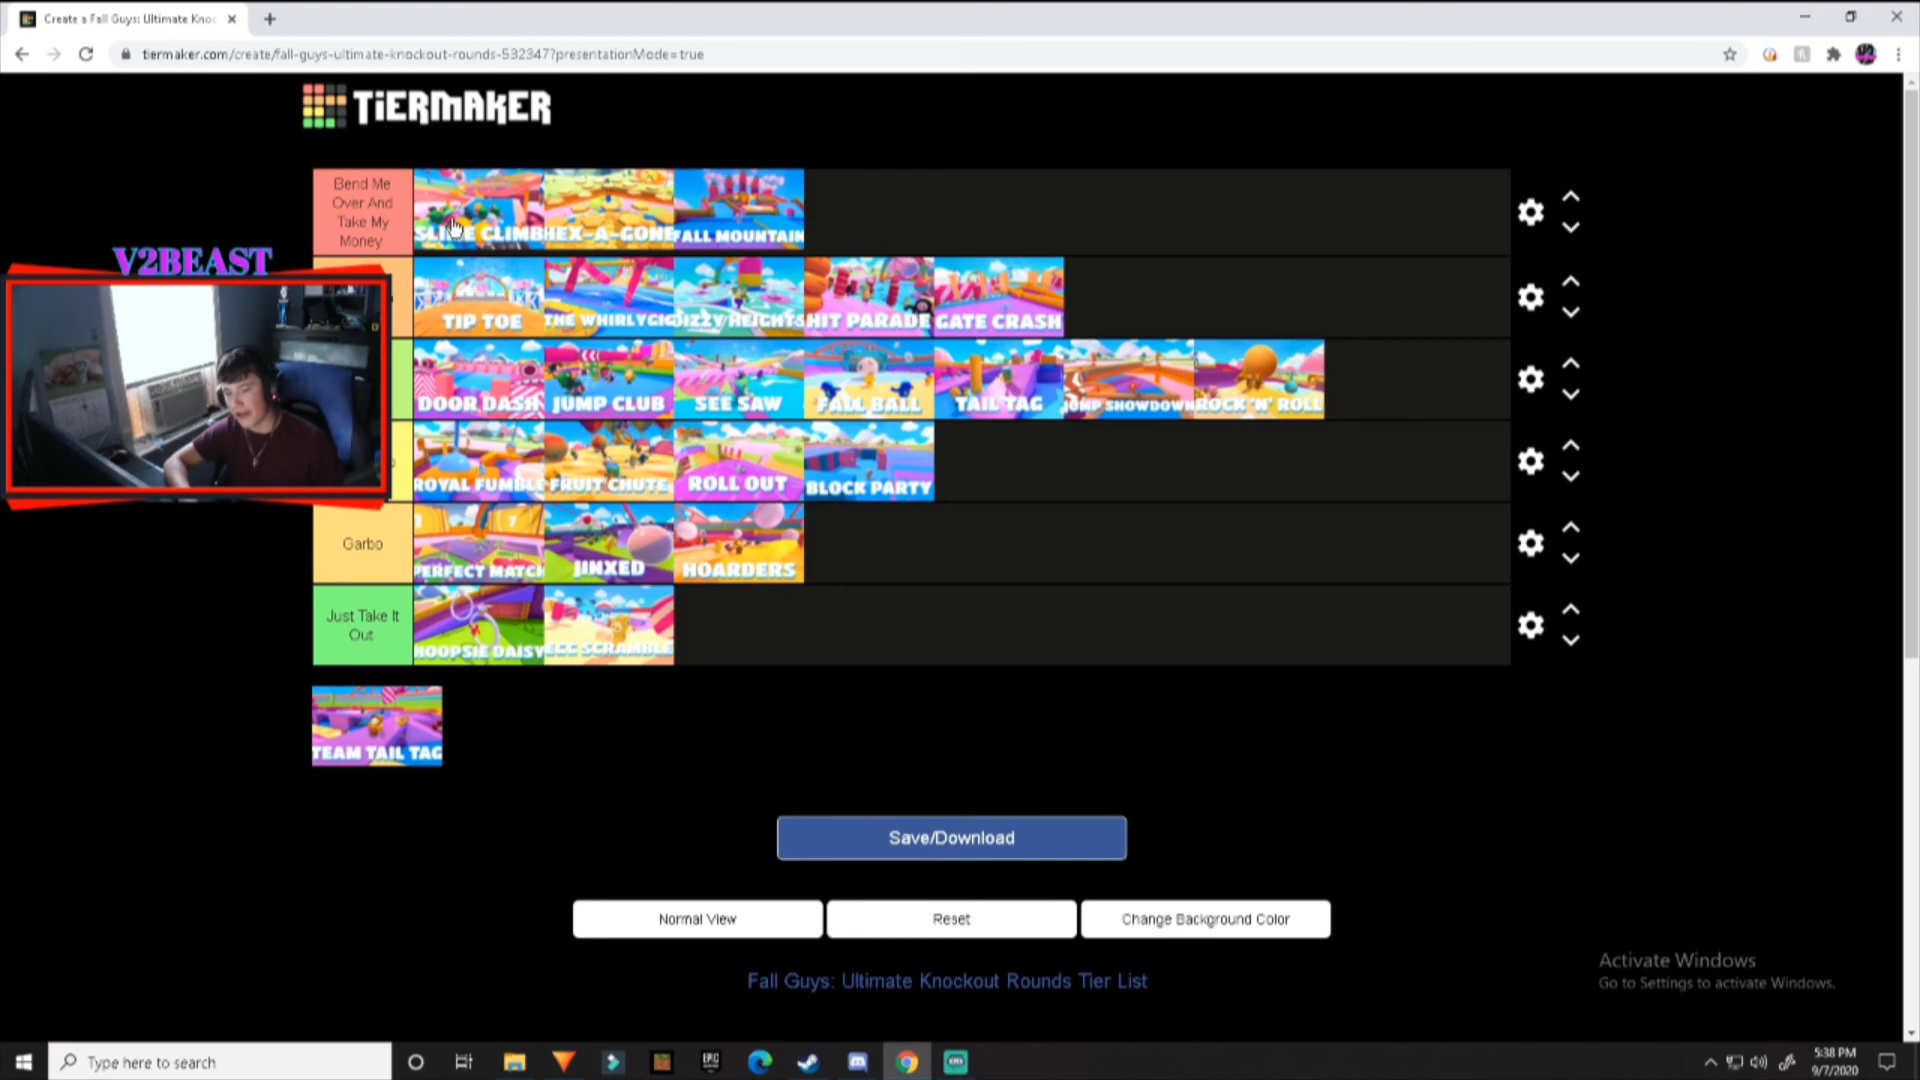 Create a Fall Guys: Ultimate Knoc
tiermaker.com/create/fall-guys-ultimate-knockout-rounds-532347?presentationMode=true
TiERMAKER
Bend Me
Over And
Take My
Money
SLIME CLIMB
HEX-A-GONE
FALL MOUNTAIN
V2BEAST
TIP TOE
THE WHIRLYGIG
DIZZY HEIGHTS
HIT PARADE
GATE CRASH
DOOR DASH
JUMP CLUB
SEE SAW
FALL BALL
TAIL TAG
JUMP SHOWDOWN
ROCK 'N' ROLL
ROYAL FUMBLE
FRUIT CHUTE
ROLL OUT
BLOCK PARTY
Garbo
PERFECT MATCH
JINXED
HOARDERS
Just Take It
Out
HOOPSIE DAISY
EGG SCRAMBLE
TEAM TAIL TAG
Save/Download
Normal View
Reset
Change Background Color
Fall Guys: Ultimate Knockout Rounds Tier List
Activate Windows
Go to Settings to activate Windows.
Type here to search
EPIC
5:38 PM
9/7/2020